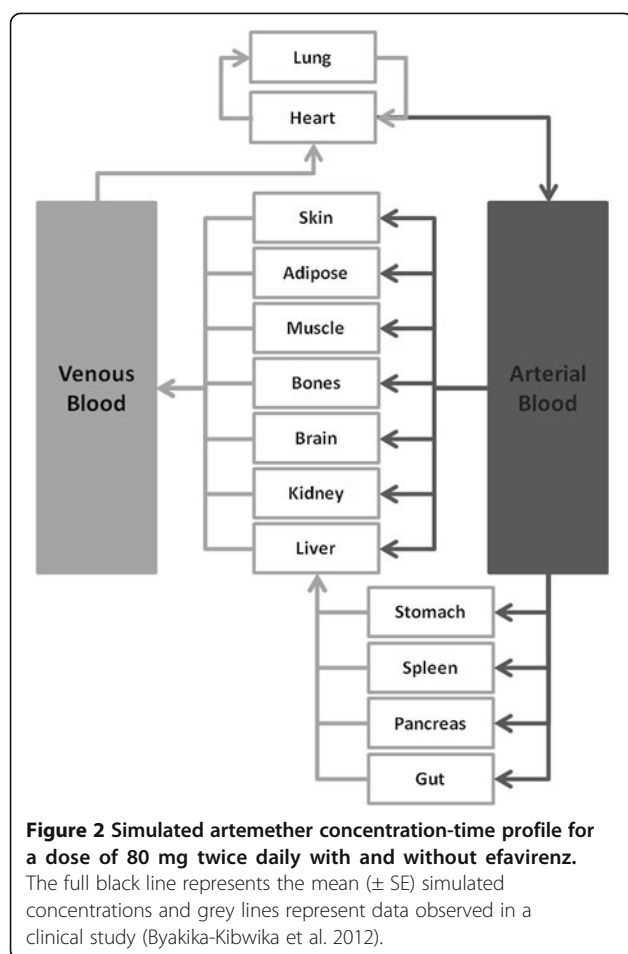 Lung
Heart
Skin
Adipose
Muscle
Venous
Blood
Bones
Arterial
Blood
Brain
Kidney
Liver
Stomach
Spleen
Pancreas
Gut
Figure 2 Simulated artemether concentration-time profile for
a dose of 80 mg twice daily with and without efavirenz.
The full black line represents the mean (± SE) simulated
concentrations and grey lines represent data observed in a
clinical study (Byakika-Kibwika et al. 2012).